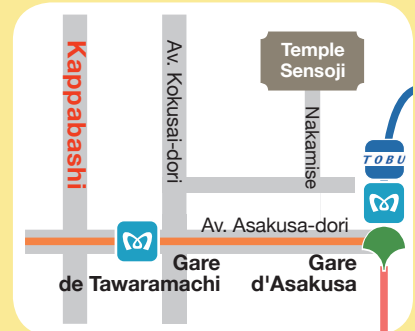 Kappabashi
Av. Kokusai-dori
Temple
Sensoji
Nakamise
TOBU
Av. Asakusa-dori
Gare
de Tawaramachi
Gare
d'Asakusa